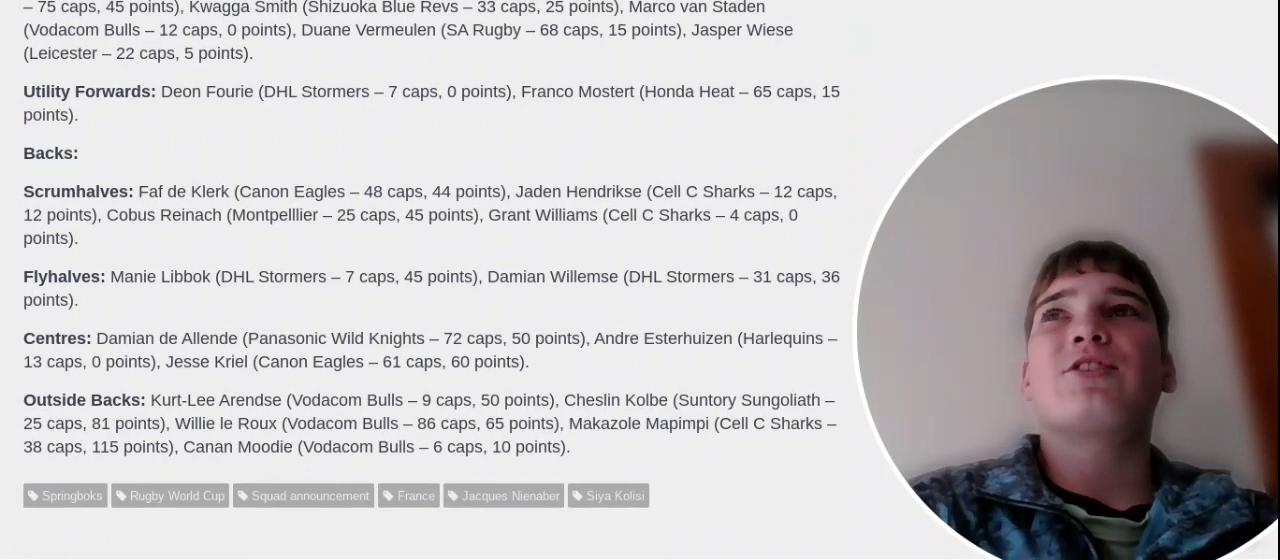 – 75 caps, 45 points), Kwagga Smith (Shizuoka Blue Revs – 33 caps, 25 points), Marco van Staden
(Vodacom Bulls – 12 caps, 0 points), Duane Vermeulen (SA Rugby – 68 caps, 15 points), Jasper Wiese
(Leicester – 22 caps, 5 points).
Utility Forwards: Deon Fourie (DHL Stormers – 7 caps, 0 points), Franco Mostert (Honda Heat – 65 caps, 15
points).
Backs:
Scrumhalves: Faf de Klerk (Canon Eagles – 48 caps, 44 points), Jaden Hendrikse (Cell C Sharks – 12 caps,
12 points), Cobus Reinach (Montpelllier – 25 caps, 45 points), Grant Williams (Cell C Sharks – 4 caps, 0
points).
Flyhalves: Manie Libbok (DHL Stormers – 7 caps, 45 points), Damian Willemse (DHL Stormers – 31 caps, 36
points).
Centres: Damian de Allende (Panasonic Wild Knights – 72 caps, 50 points), Andre Esterhuizen (Harlequins –
13 caps, 0 points), Jesse Kriel (Canon Eagles – 61 caps, 60 points).
Outside Backs: Kurt-Lee Arendse (Vodacom Bulls – 9 caps, 50 points), Cheslin Kolbe (Suntory Sungoliath –
25 caps, 81 points), Willie le Roux (Vodacom Bulls – 86 caps, 65 points), Makazole Mapimpi (Cell C Sharks –
38 caps, 115 points), Canan Moodie (Vodacom Bulls – 6 caps, 10 points).
Springboks Rugby World Cup Squad announcement France Jacques Nienaber Siya Kolisi